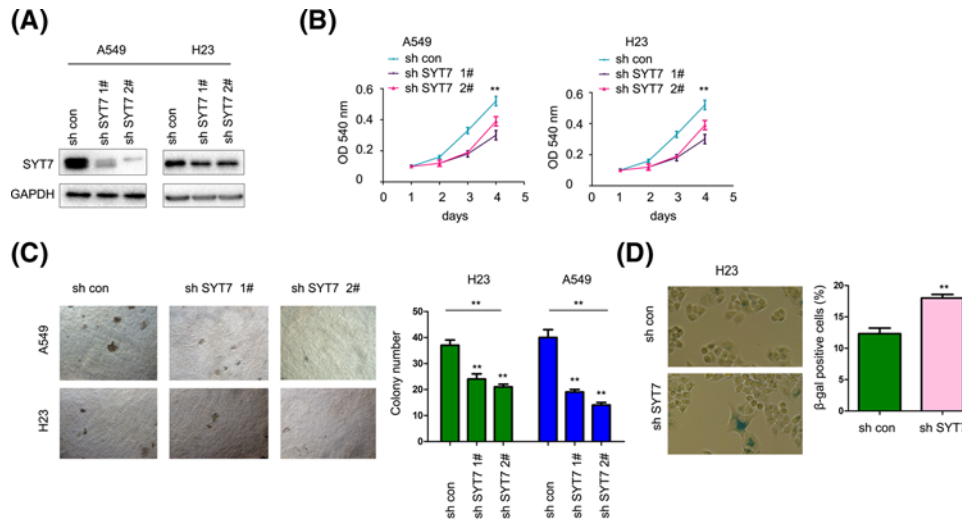 (A)
A549 H23
sh con
sh SYT7 1#
sh SYT7 2#
sh con
sh SYT7 1#
sh SYT7 2#
SYT7
GAPDH
(B)
A549
sh con
sh SYT7 1#
sh SYT7 2#
**
OD 540 nm
0.6
0.4
0.2
0
0 1 2 3 4 5
days
H23
sh con
sh SYT7 1#
sh SYT7 2#
**
OD 540 nm
0.6
0.4
0.2
0
0 1 2 3 4 5
days
(C)
sh con sh SYT7 1# sh SYT7 2#
A549
H23
H23 A549
** **
Colony number
50
40
30
20
10
0
** ** ** **
sh con
sh SYT7 1#
sh SYT7 2#
sh con
sh SYT7 1#
sh SYT7 2#
(D)
H23
sh con
sh SYT7
β-gal positive cells (%)
20
15
10
5
0
**
sh con sh SYT7